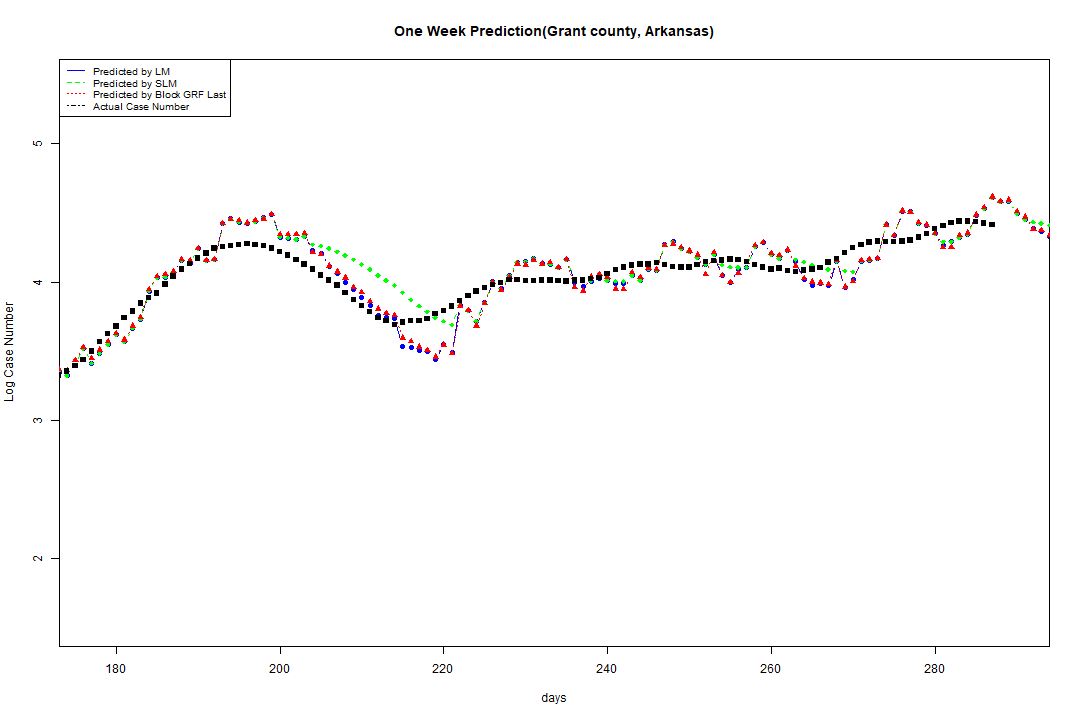 One Week Prediction(Grant county, Arkansas)
Predicted by LM
Predicted by SLM
Predicted by Block GRF Last
Actual Case Number
5
4
3
2
Log Case Number
180 200 220 240 260 280
days